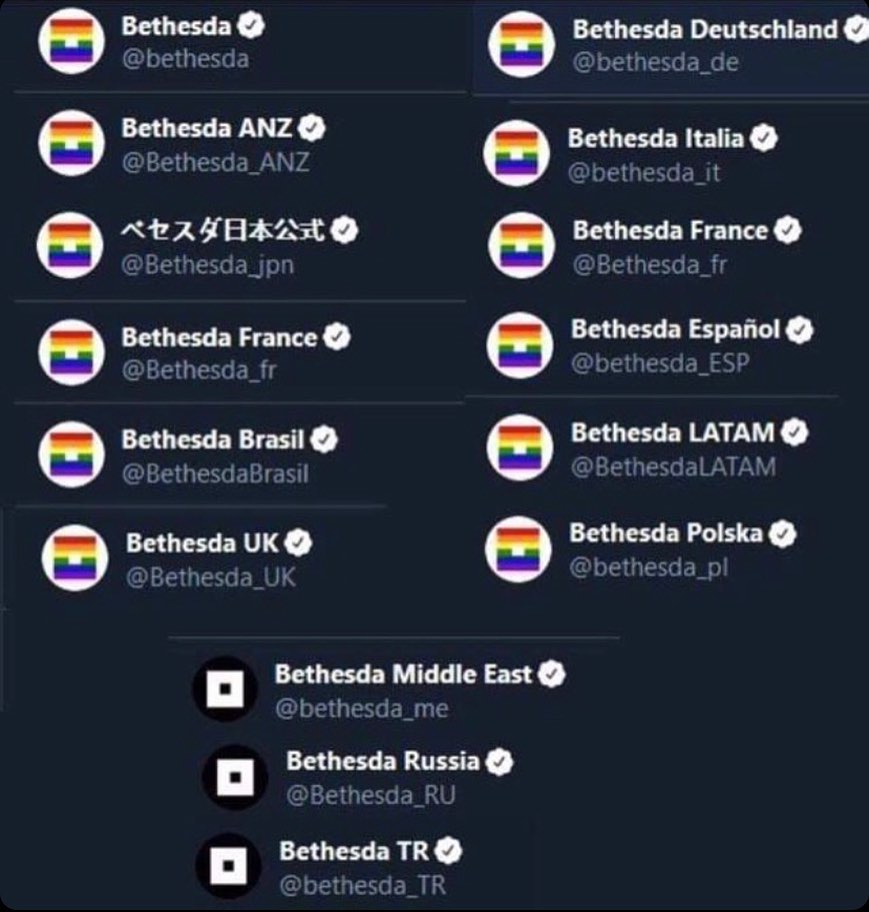 Bethesda
@bethesda
Bethesda ANZ
@Bethesda_ANZ
ベセスダ日本公式
@Bethesda_jpn
Bethesda France
@Bethesda_fr
Bethesda Brasil
@BethesdaBrasil
Bethesda UK
@Bethesda_UK
Bethesda Deutschland
@bethesda_de
Bethesda Italia
@bethesda_it
Bethesda France
@Bethesda_fr
Bethesda Español
@bethesda_ESP
Bethesda LATAM
@BethesdaLATAM
Bethesda Polska
@bethesda_pl
Bethesda Middle East
@bethesda_me
Bethesda Russia
@Bethesda_RU
Bethesda TR
@bethesda_TR